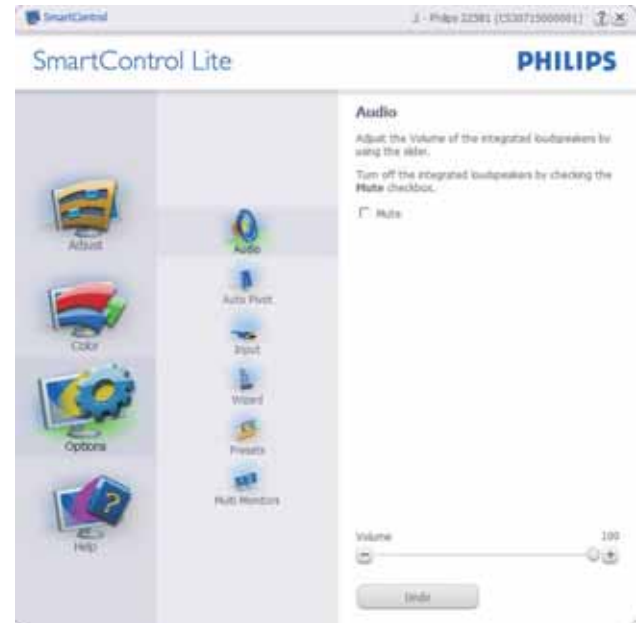 SmartControl
SmartControl Lite
PHILIPS
Adjust
Color
Options
Help
Audio
Auto Pivot
Input
Wizard
Presets
Multi Monitors
Audio
Adjust the Volume of the integrated loudspeakers by
using the slider.
Turn off the integrated loudspeakers by checking the
Mute checkbox.
Mute
Volume 100
Undo